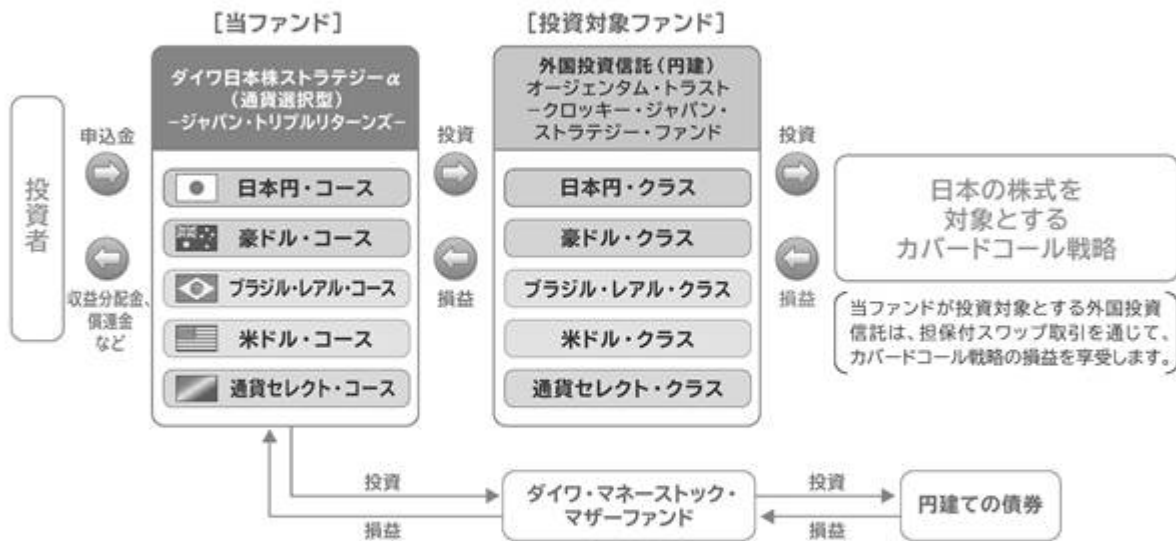 ［当ファンド］
［投資対象ファンド］
ダイワ日本株ストラテジーα
（通貨選択型）
－ジャパン・トリプルリターンズ－
外国投資信託（円建）
オージェンタム・トラスト
－クロッキー・ジャパン・
ストラテジー・ファンド
投資者
申込金
収益分配金、
償還金
など
日本円・コース
豪ドル・コース
ブラジル・レアル・コース
米ドル・コース
通貨セレクト・コース
投資
損益
日本円・クラス
豪ドル・クラス
ブラジル・レアル・クラス
米ドル・クラス
通貨セレクト・クラス
投資
損益
日本の株式を
対象とする
カバードコール戦略
当ファンドが投資対象とする外国投資
信託は、担保付スワップ取引を通じて、
カバードコール戦略の損益を享受します。
投資
損益
ダイワ・マネーストック・
マザーファンド
投資
損益
円建ての債券